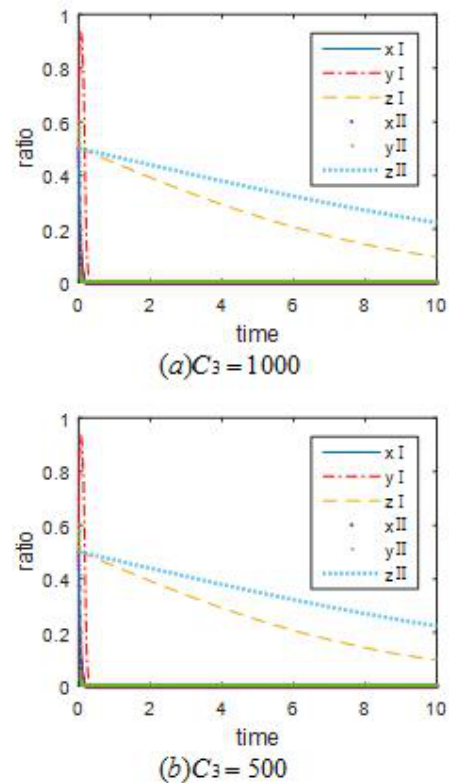 1
0.8
0.6
0.4
0.2
0
ratio
x I
y I
z I
x II
y II
z II
0 2 4 6 8 10
time
(a)C3 = 1000
1
0.8
0.6
0.4
0.2
0
ratio
x I
y I
z I
x II
y II
z II
0 2 4 6 8 10
time
(b)C3 = 500